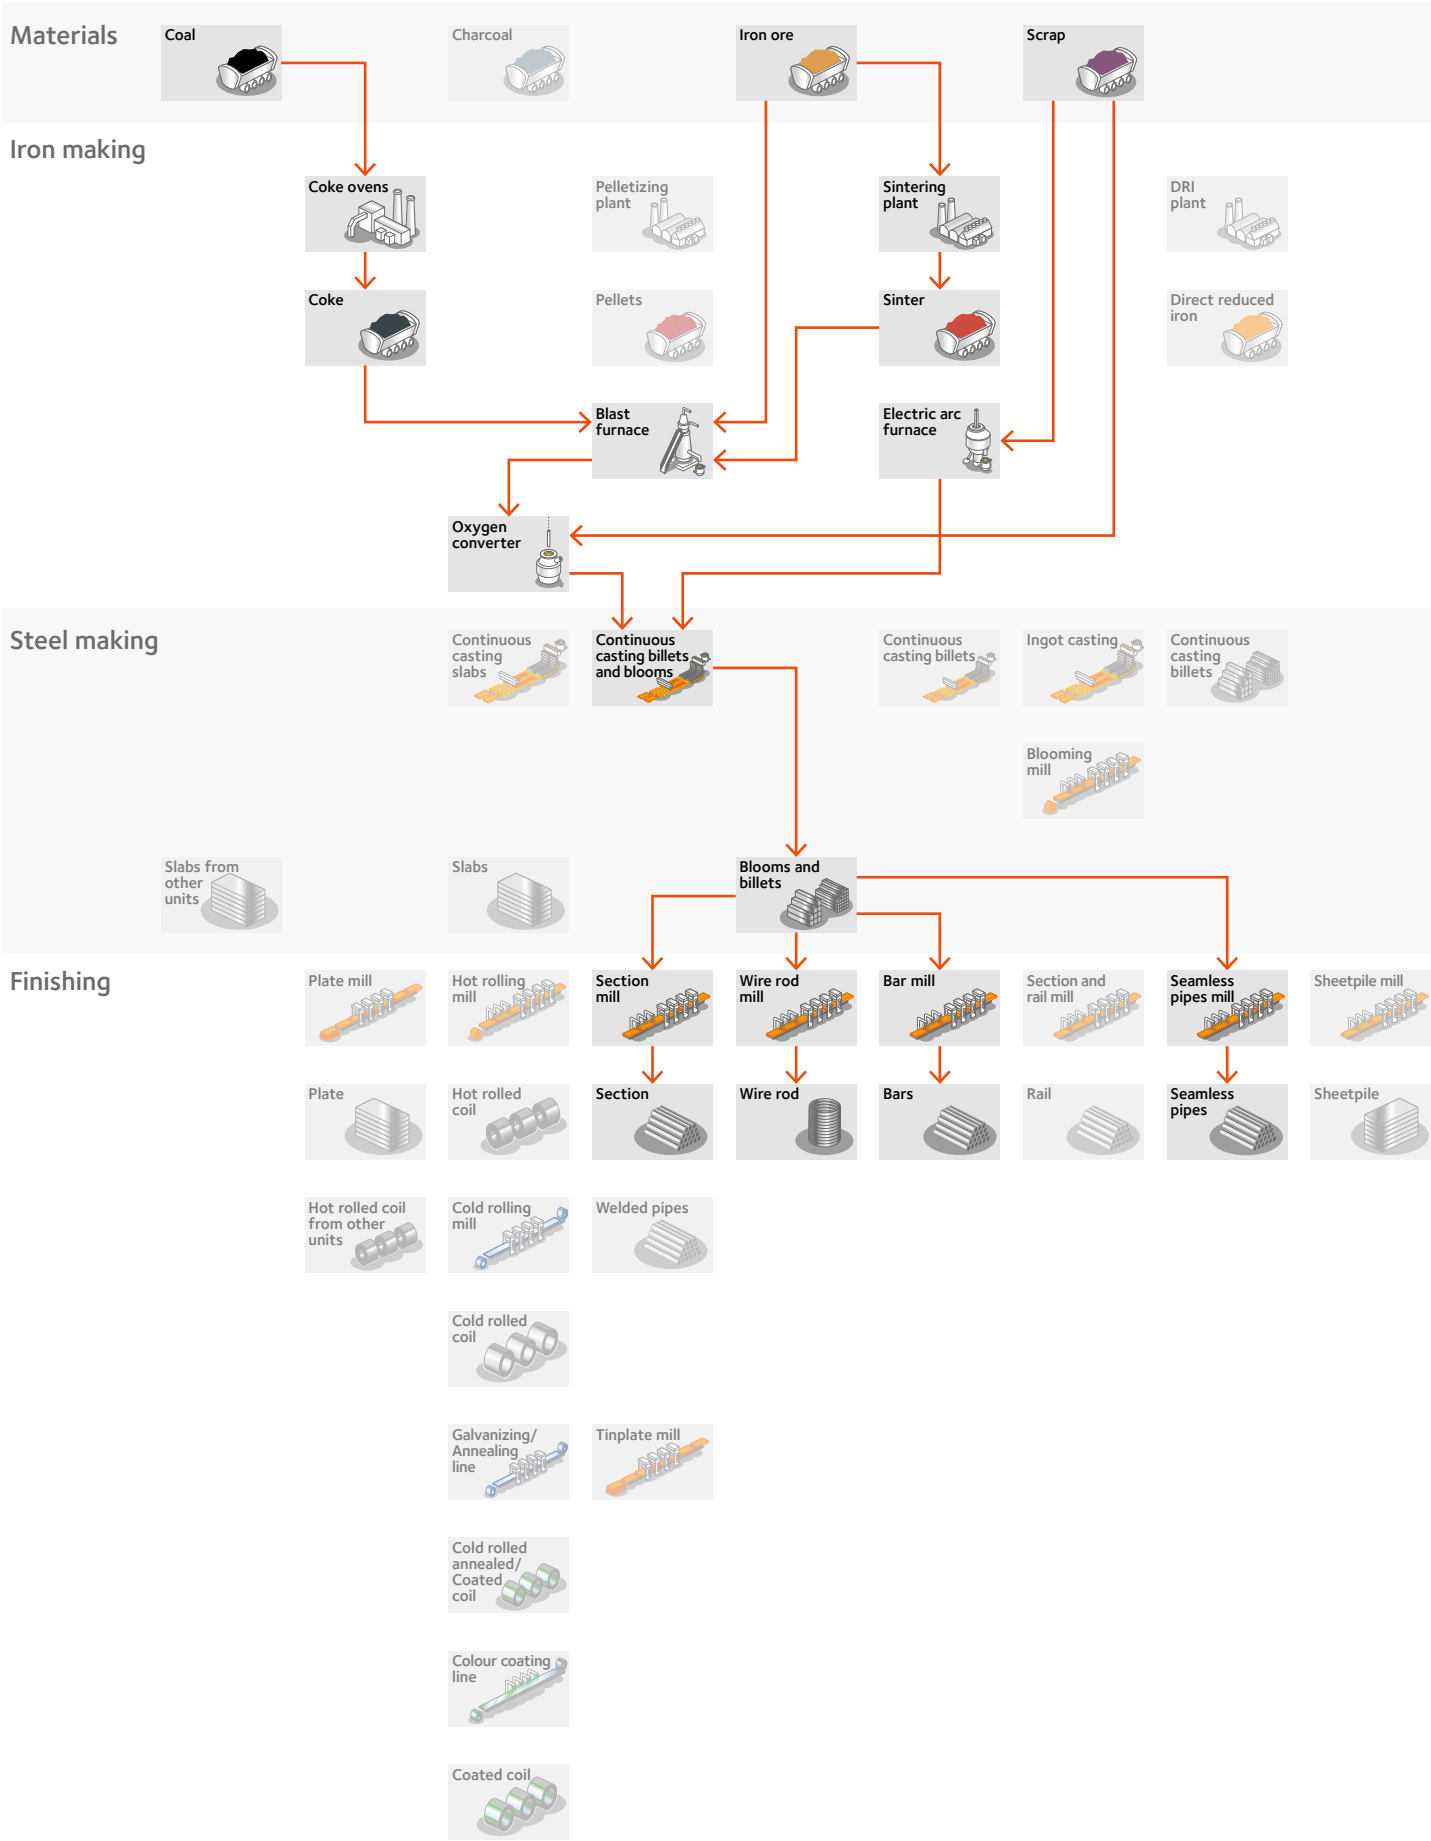 Materials
Coal
Charcoal
Iron ore
Scrap
Iron making
Coke ovens
Pelletizing
plant
Sintering
plant
DRI
plant
Coke
Pellets
Sinter
Direct reduced
iron
Blast
furnace
Electric arc
furnace
Oxygen
converter
Steel making
Continuous
casting
slabs
Continuous
casting billets
and blooms
Continuous
casting billets
Ingot casting
Continuous
casting
billets
Blooming
mill
Slabs from
other
units
Slabs
Blooms and
billets
Finishing
Plate mill
Hot rolling
mill
Section
mill
Wire rod
mill
Bar mill
Section and
rail mill
Seamless
pipes mill
Sheetpile mill
Plate
Hot rolled
coil
Section
Wire rod
Bars
Rail
Seamless
pipes
Sheetpile
Hot rolled coil
from other
units
Cold rolling
mill
Welded pipes
Cold rolled
coil
Galvanizing/
Annealing
line
Tinplate mill
Cold rolled
annealed/
Coated
coil
Colour coating
line
Coated coil